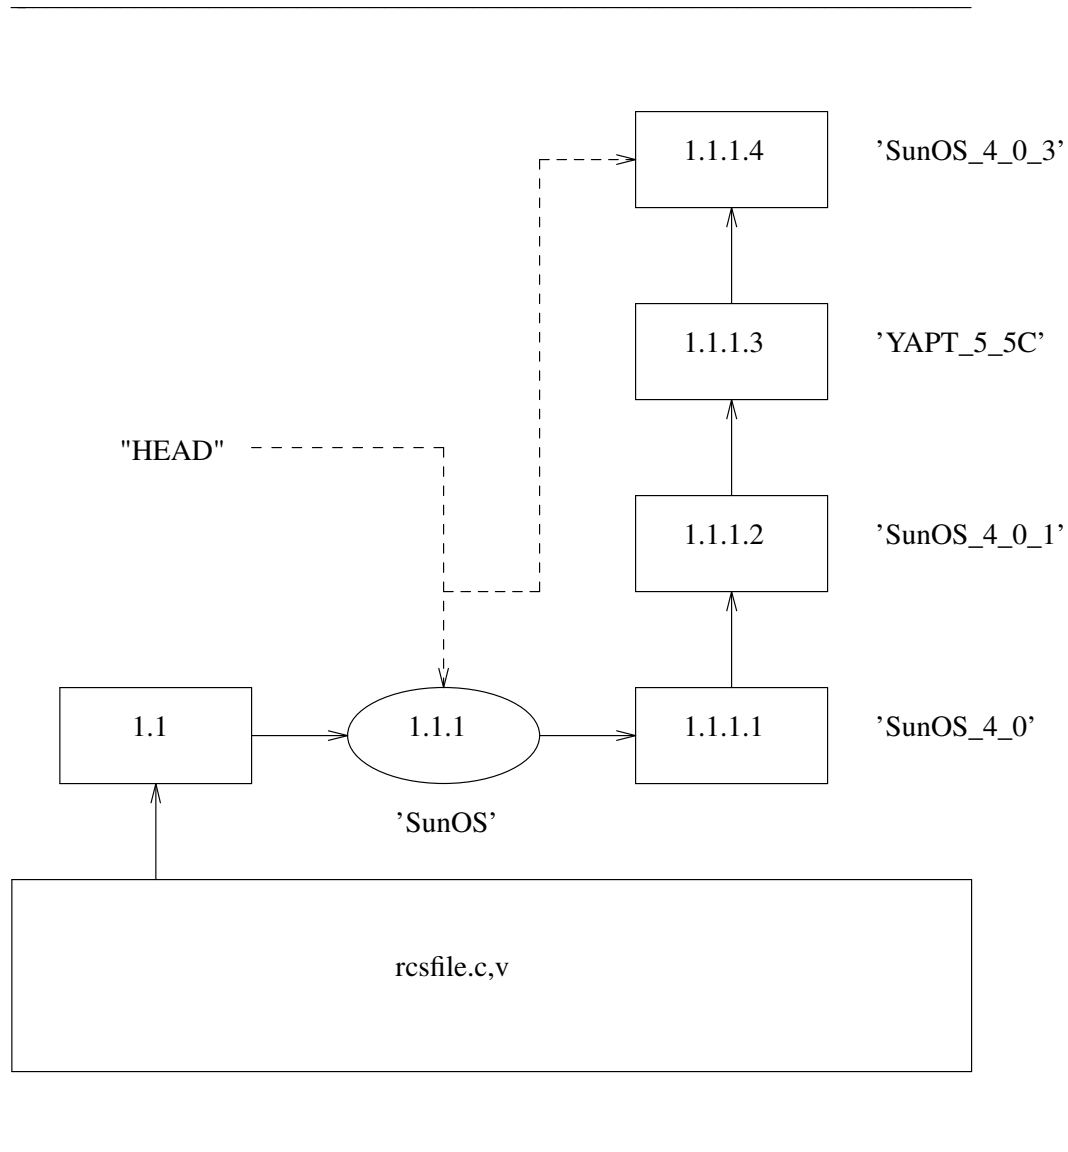 1.1.1.4 ’SunOS_4_0_3’
1.1.1.3 ’YAPT_5_5C’
"HEAD"
1.1.1.2 ’SunOS_4_0_1’
1.1 1.1.1 1.1.1.1 ’SunOS_4_0’
’SunOS’
rcsfile.c,v